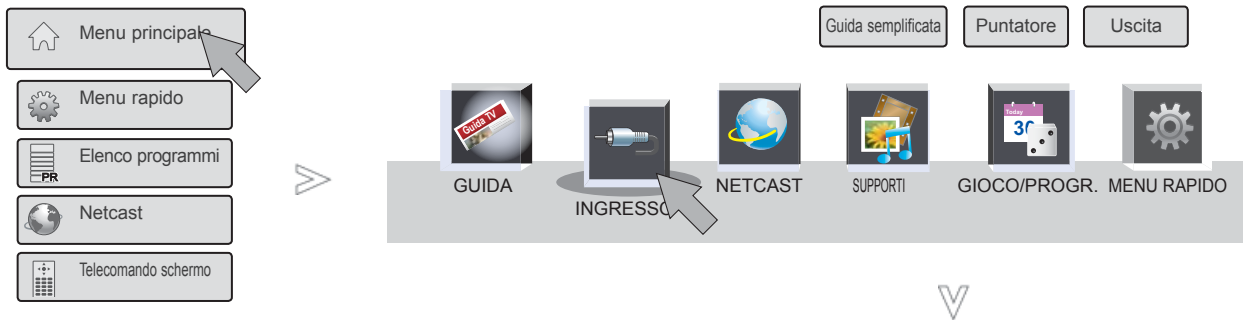 Menu principale
Menu rapido
Elenco programmi
PR
Netcast
Telecomando schermo
Guida semplificata
Puntatore
Uscita
Guida TV
Today
30
GUIDA
INGRESSO
NETCAST
SUPPORTI
GIOCO/PROGR.
MENU RAPIDO